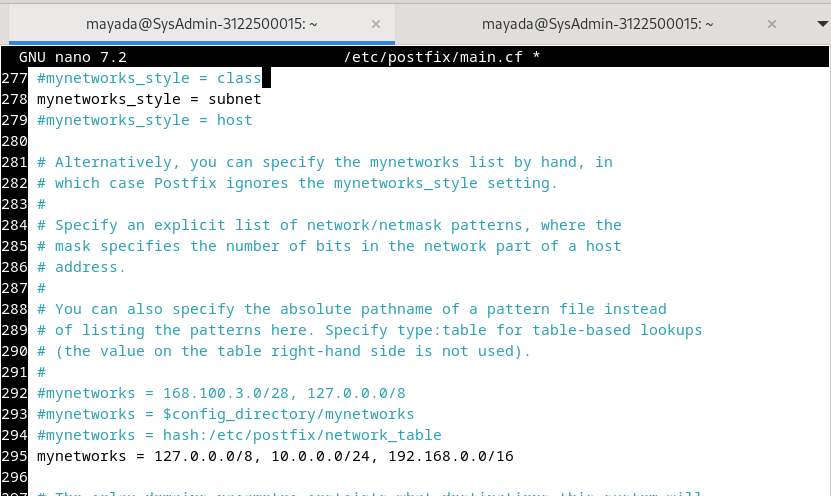 mayada@SysAdmin-3122500015: ~ × mayada@SysAdmin-3122500015: ~ ×
GNU nano 7.2 /etc/postfix/main.cf *
277 #mynetworks_style = class
278 mynetworks_style = subnet
279 #mynetworks_style = host
280
281 # Alternatively, you can specify the mynetworks list by hand, in
282 # which case Postfix ignores the mynetworks_style setting.
283 #
284 # Specify an explicit list of network/netmask patterns, where the
285 # mask specifies the number of bits in the network part of a host
286 # address.
287 #
288 # You can also specify the absolute pathname of a pattern file instead
289 # of listing the patterns here. Specify type:table for table-based lookups
290 # (the value on the table right-hand side is not used).
291 #
292 #mynetworks = 168.100.3.0/28, 127.0.0.0/8
293 #mynetworks = $config_directory/mynetworks
294 #mynetworks = hash:/etc/postfix/network_table
295 mynetworks = 127.0.0.0/8, 10.0.0.0/24, 192.168.0.0/16
296